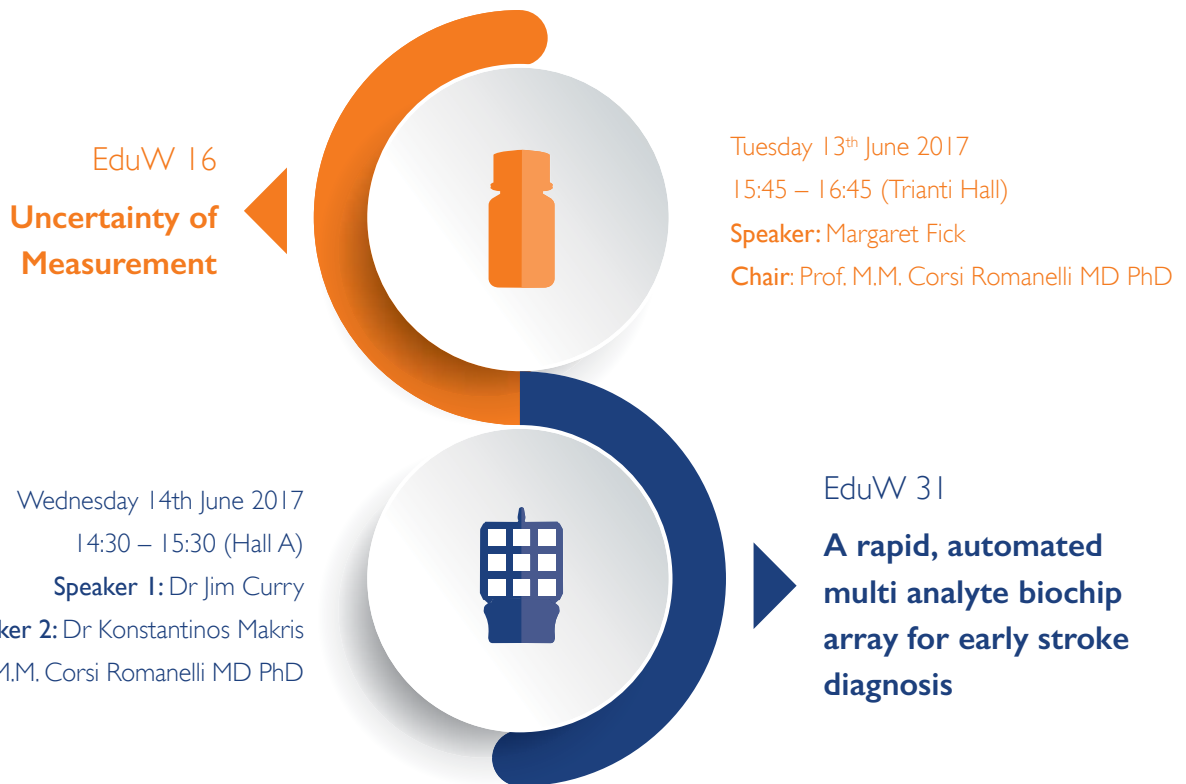 EduW 16
Uncertainty of
Measurement
Tuesday 13th June 2017
15:45 – 16:45 (Trianti Hall)
Speaker: Margaret Fick
Chair: Prof. M.M. Corsi Romanelli MD PhD
Wednesday 14th June 2017
14:30 – 15:30 (Hall A)
Speaker 1: Dr Jim Curry
2: Dr Konstantinos Makris
M.M. Corsi Romanelli MD PhD
EduW 31
A rapid, automated
multi analyte biochip
array for early stroke
diagnosis